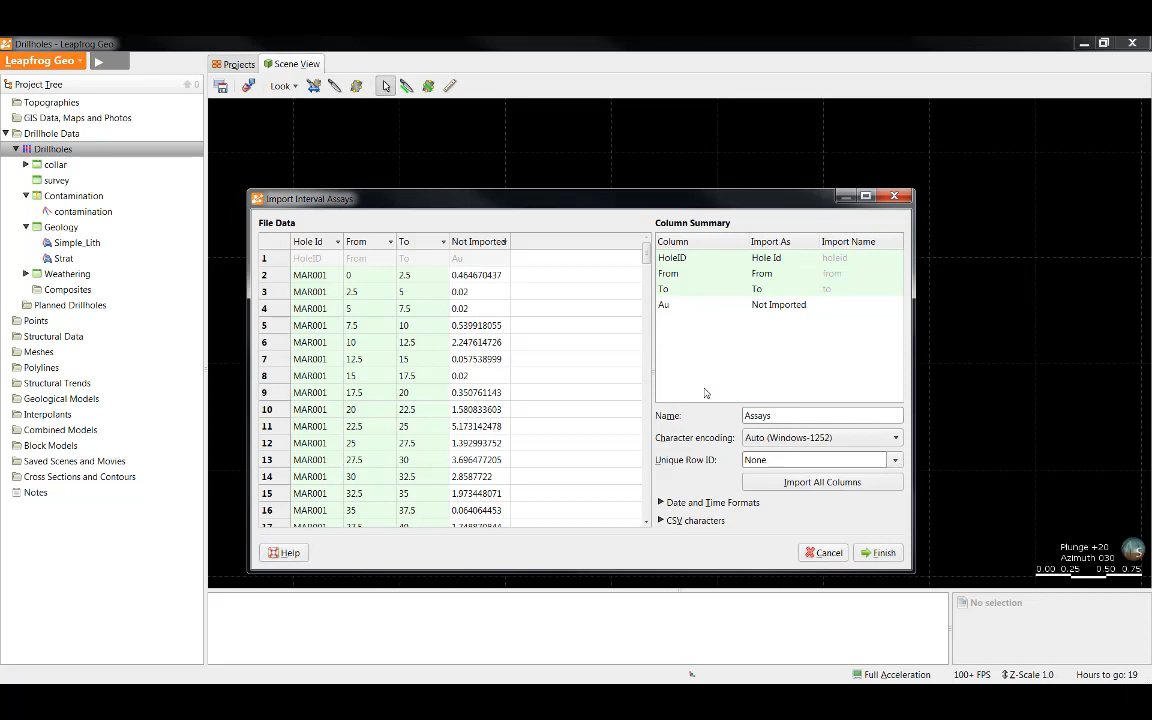 Drillholes - Leapfrog Geo
Leapfrog Geo
Projects
Scene View
Project Tree
0
Look
Topographies
GIS Data, Maps and Photos
Drillhole Data
Drillholes
collar
survey
Contamination
contamination
Geology
Simple_Lith
Strat
Weathering
Composites
Planned Drillholes
Points
Structural Data
Meshes
Polylines
Structural Trends
Geological Models
Interpolants
Combined Models
Block Models
Saved Scenes and Movies
Cross Sections and Contours
Notes
Import Interval Assays
File Data
Hole Id From To Not Imported
1 HoleID From To Au
2 MAR001 0 2.5 0.464670437
3 MAR001 2.5 5 0.02
4 MAR001 5 7.5 0.02
5 MAR001 7.5 10 0.539918055
6 MAR001 10 12.5 2.247614726
7 MAR001 12.5 15 0.057538999
8 MAR001 15 17.5 0.02
9 MAR001 17.5 20 0.350761143
10 MAR001 20 22.5 1.580833603
11 MAR001 22.5 25 5.173142478
12 MAR001 25 27.5 1.392993752
13 MAR001 27.5 30 3.696477205
14 MAR001 30 32.5 2.8587722
15 MAR001 32.5 35 1.973448071
16 MAR001 35 37.5 0.064064453
17 MAR001 37.5 40
Column Summary
Column Import As Import Name
HoleID Hole Id holeid
From From from
To To to
Au Not Imported
Name: Assays
Character encoding: Auto (Windows-1252)
Unique Row ID: None
Import All Columns
Date and Time Formats
CSV characters
Help
Cancel
Finish
Plunge +20
Azimuth 030
S
0.00 0.25 0.50 0.75
No selection
Full Acceleration 100+ FPS Z-Scale 1.0 Hours to go: 19